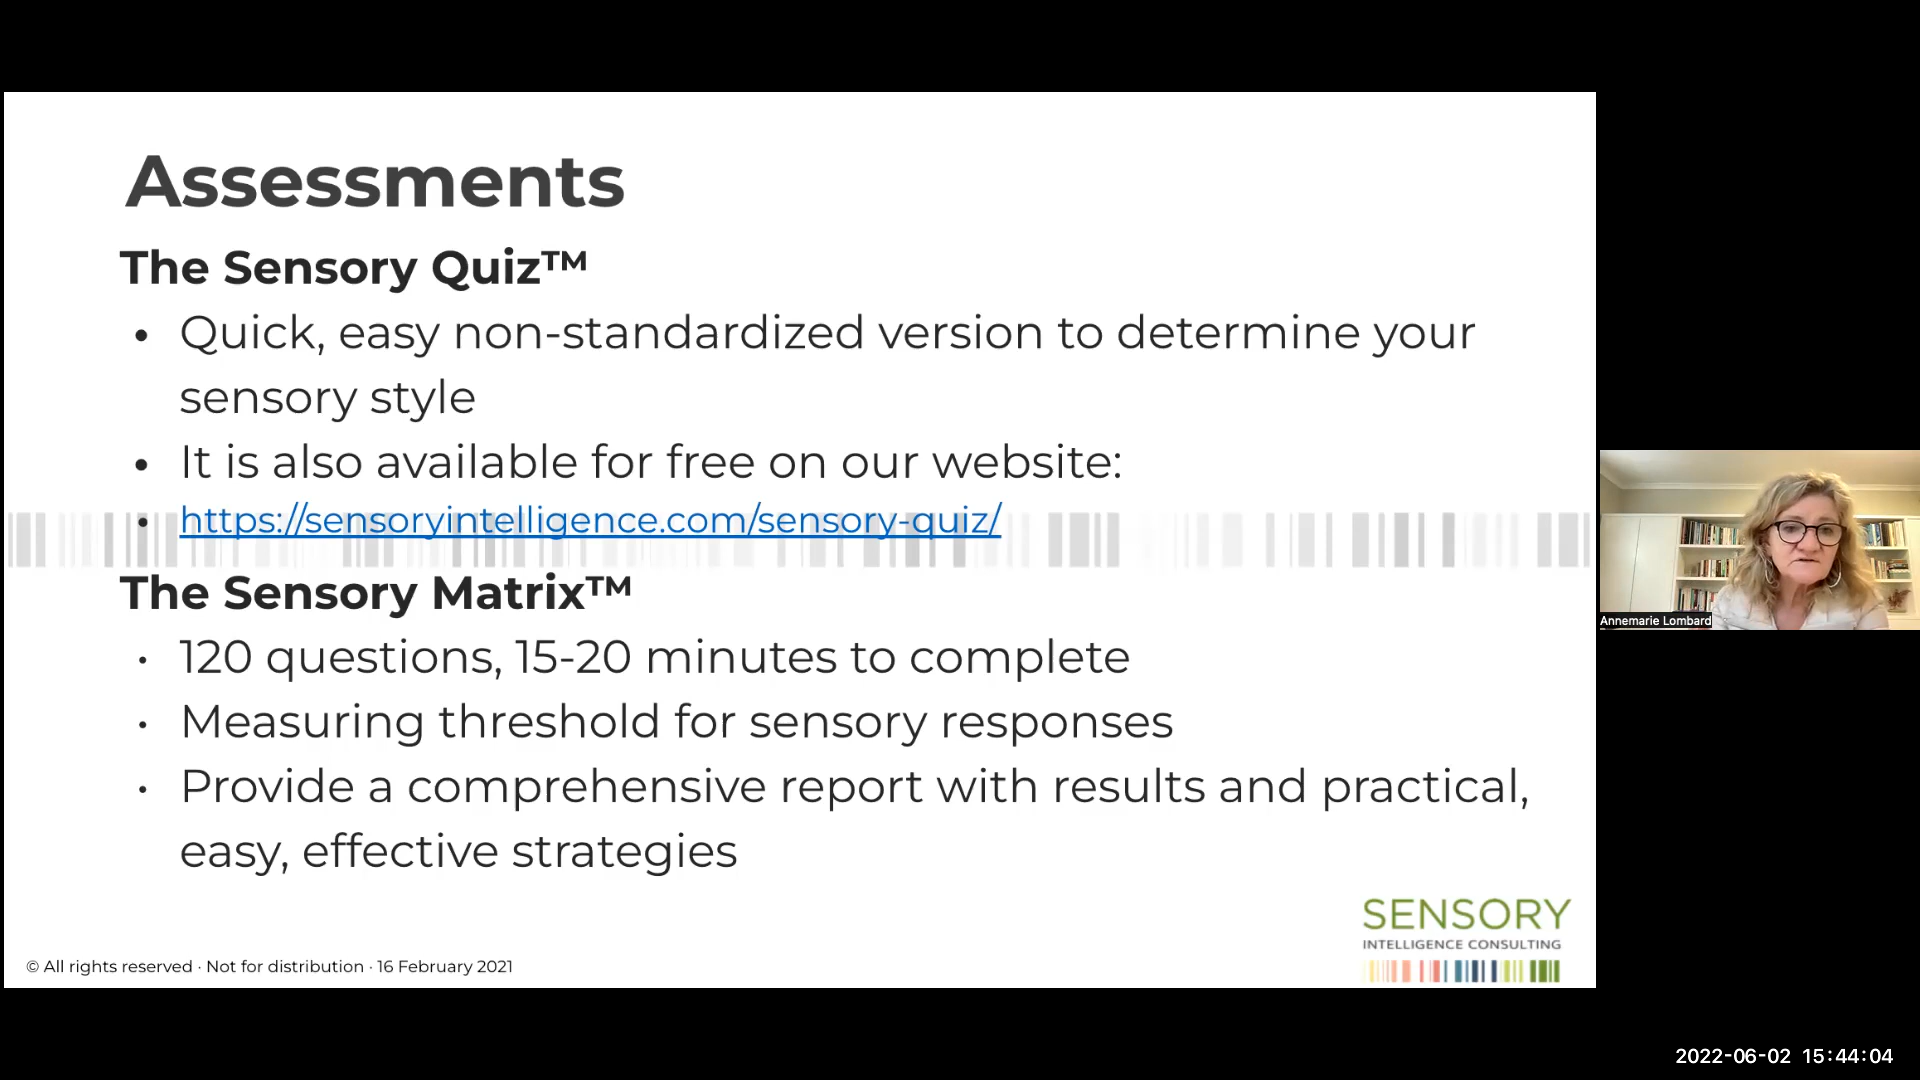 Assessments
The Sensory Quiz™
• Quick, easy non-standardized version to determine your
sensory style
• It is also available for free on our website:
• https://sensoryintelligence.com/sensory-quiz/
The Sensory Matrix™
• 120 questions, 15-20 minutes to complete
• Measuring threshold for sensory responses
• Provide a comprehensive report with results and practical,
easy, effective strategies
SENSORY
INTELLIGENCE CONSULTING
© All rights reserved · Not for distribution · 16 February 2021
Annemarie Lombard
2022-06-02 15:44:04